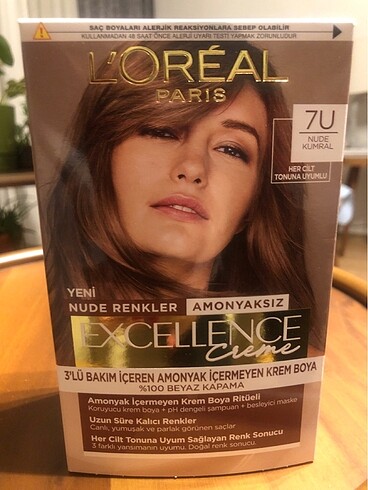 SAÇ BOYALARI ALERJİK REAKSİYONLARA SEBEP OLABİLİR
KULLANMADAN 48 SAAT ÖNCE ALERJİ UYARI TESTİ YAPMAK ZORUNLUDUR
L'ORÉAL
PARIS
7U
NUDE
KUMRAL
HER CİLT
TONUNA UYUMLU
YENİ
NUDE RENKLER
AMONYAKSIZ
EXCELLENCE
Creme
3'LÜ BAKIM İÇEREN AMONYAK İÇERMEYEN KREM BOYA
%100 BEYAZ KAPAMA
Amonyak İçermeyen Krem Boya Ritüeli
Koruyucu krem boya + pH dengeli şampuan + besleyici maske
Uzun Süre Kalıcı Renkler
Canlı, yumuşak ve parlak görünen saçlar
Her Cilt Tonuna Uyum Sağlayan Renk Sonucu
3 farklı yansımanın uyumu. Doğal renk sonucu.